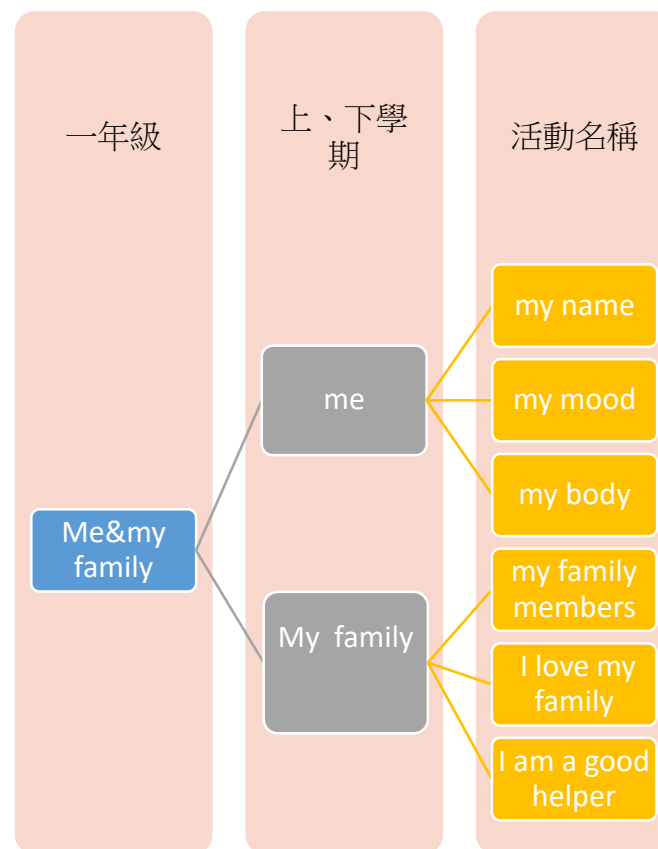 一年級
上、下學
期
活動名稱
my name
my mood
my body
me
Me&my
family
my family
members
My  family
I love my
family
I am a good
helper